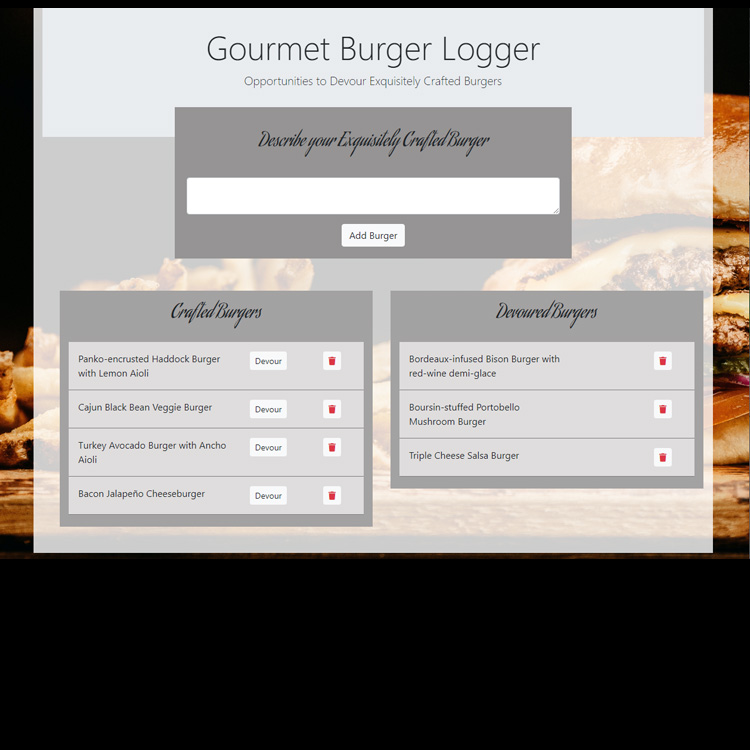 Gourmet Burger Logger
Opportunities to Devour Exquisitely Crafted Burgers
Describe your Exquisitely Crafted Burger
Add Burger
Crafted Burgers
Panko-encrusted Haddock Burger
with Lemon Aioli
Devour
Cajun Black Bean Veggie Burger
Devour
Turkey Avocado Burger with Ancho
Aioli
Devour
Bacon Jalapeño Cheeseburger
Devour
Devoured Burgers
Bordeaux-infused Bison Burger with
red-wine demi-glace
Boursin-stuffed Portobello
Mushroom Burger
Triple Cheese Salsa Burger